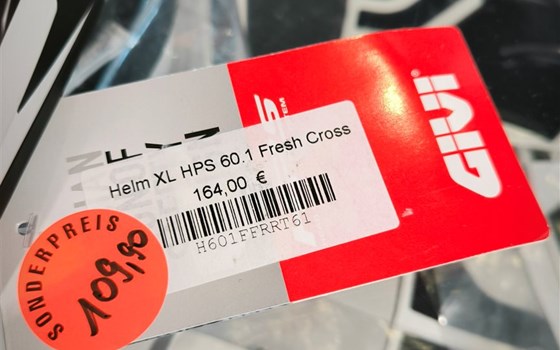 GIVI
Helm XL HPS 60.1 Fresh Cross
164,00 €
H601FFRRT61
SONDERPREIS
109,90